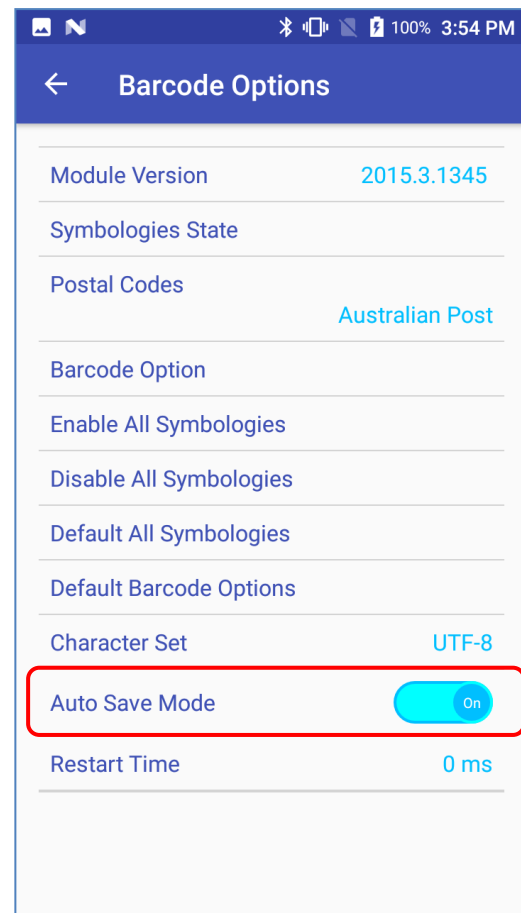 100% 3:54 PM
Barcode Options
Module Version 2015.3.1345
Symbologies State
Postal Codes
Australian Post
Barcode Option
Enable All Symbologies
Disable All Symbologies
Default All Symbologies
Default Barcode Options
Character Set UTF-8
Auto Save Mode On
Restart Time 0 ms